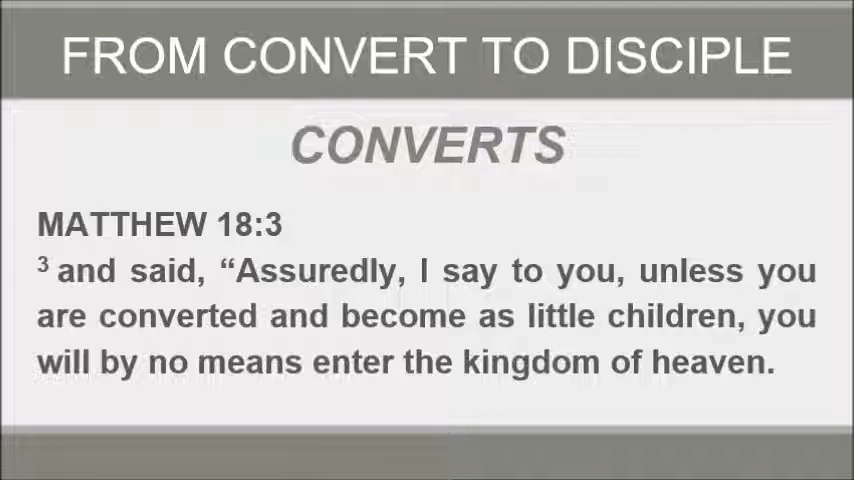 FROM CONVERT TO DISCIPLE
CONVERTS
MATTHEW 18:3
3 and said, “Assuredly, I say to you, unless you
are converted and become as little children, you
will by no means enter the kingdom of heaven.